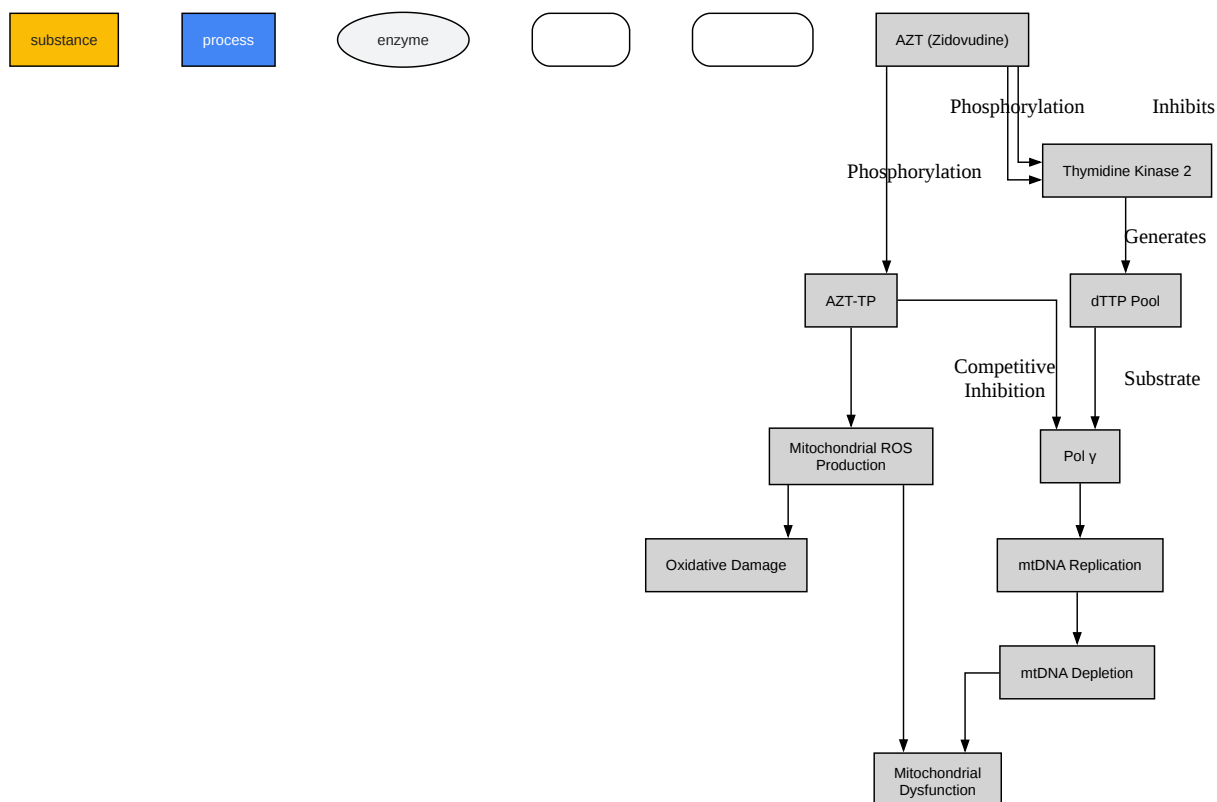 substance
process
enzyme
AZT (Zidovudine)
Phosphorylation
Inhibits
Phosphorylation
Thymidine Kinase 2
Generates
AZT-TP
dTTP Pool
Competitive
Inhibition
Substrate
Mitochondrial ROS
Production
Pol γ
Oxidative Damage
mtDNA Replication
mtDNA Depletion
Mitochondrial
Dysfunction